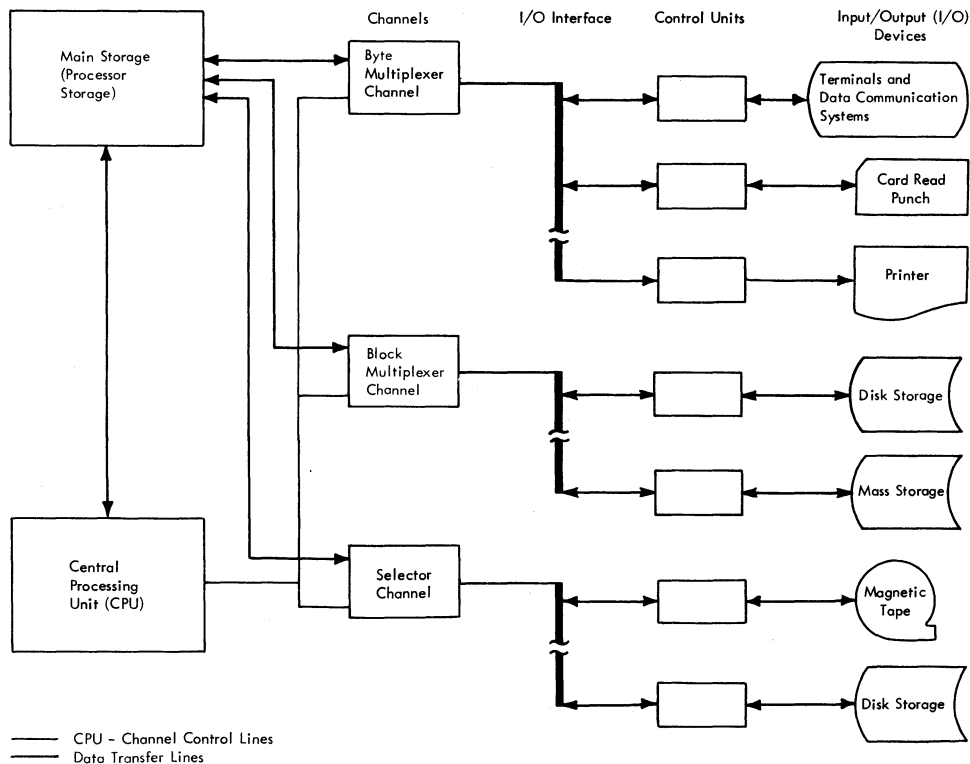 Channels
I/O Interface
Control Units
Input/Output (I/O)
Devices
Main Storage
(Processor
Storage)
Byte
Multiplexer
Channel
Terminals and
Data Communication
Systems
Card Read
Punch
Printer
Block
Multiplexer
Channel
Disk Storage
Mass Storage
Central
Processing
Unit (CPU)
Selector
Channel
Magnetic
Tape
Disk Storage
CPU - Channel Control Lines
Data Transfer Lines